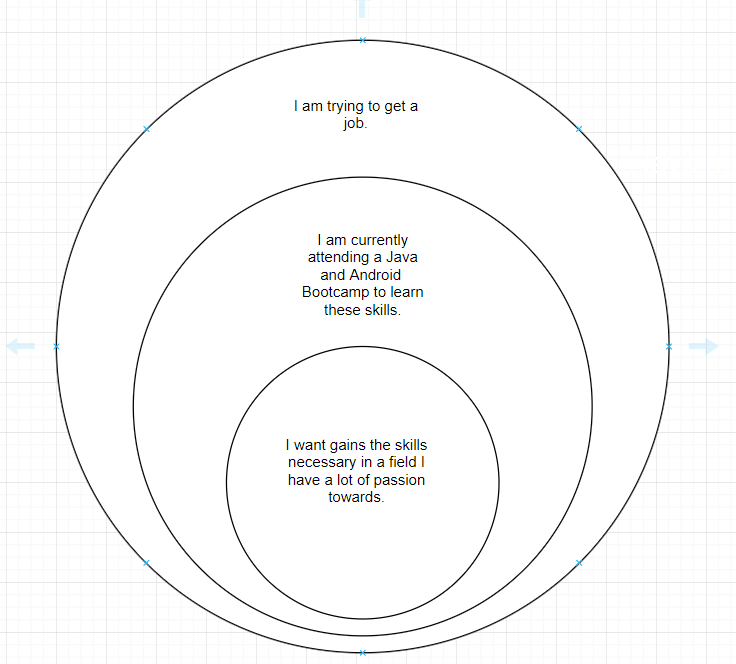 I am trying to get a
job.
I am currently
attending a Java
and Android
Bootcamp to learn
these skills.
I want gains the skills
necessary in a field I
have a lot of passion
towards.